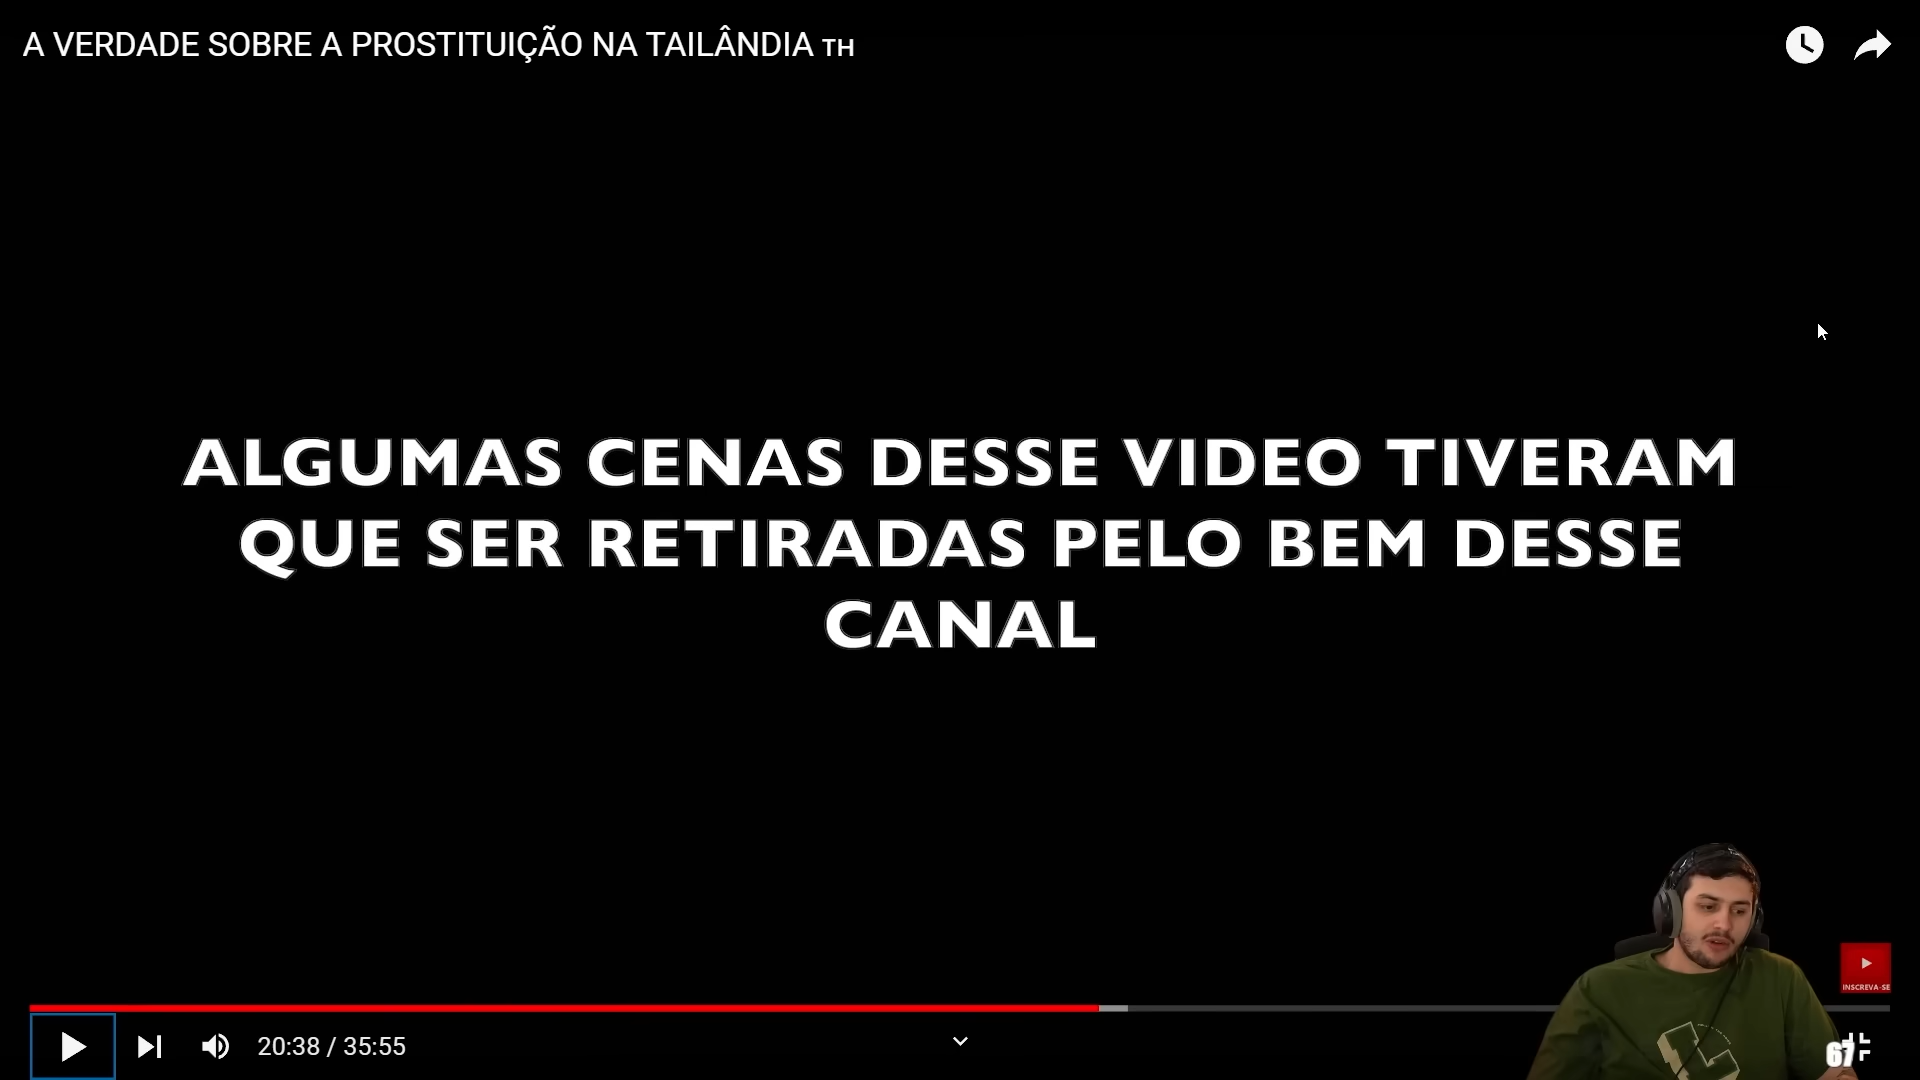 A VERDADE SOBRE A PROSTITUIÇÃO NA TAILÂNDIA TH
ALGUMAS CENAS DESSE VIDEO TIVERAM
QUE SER RETIRADAS PELO BEM DESSE
CANAL
INSCREVA-SE
20:38 / 35:55
67